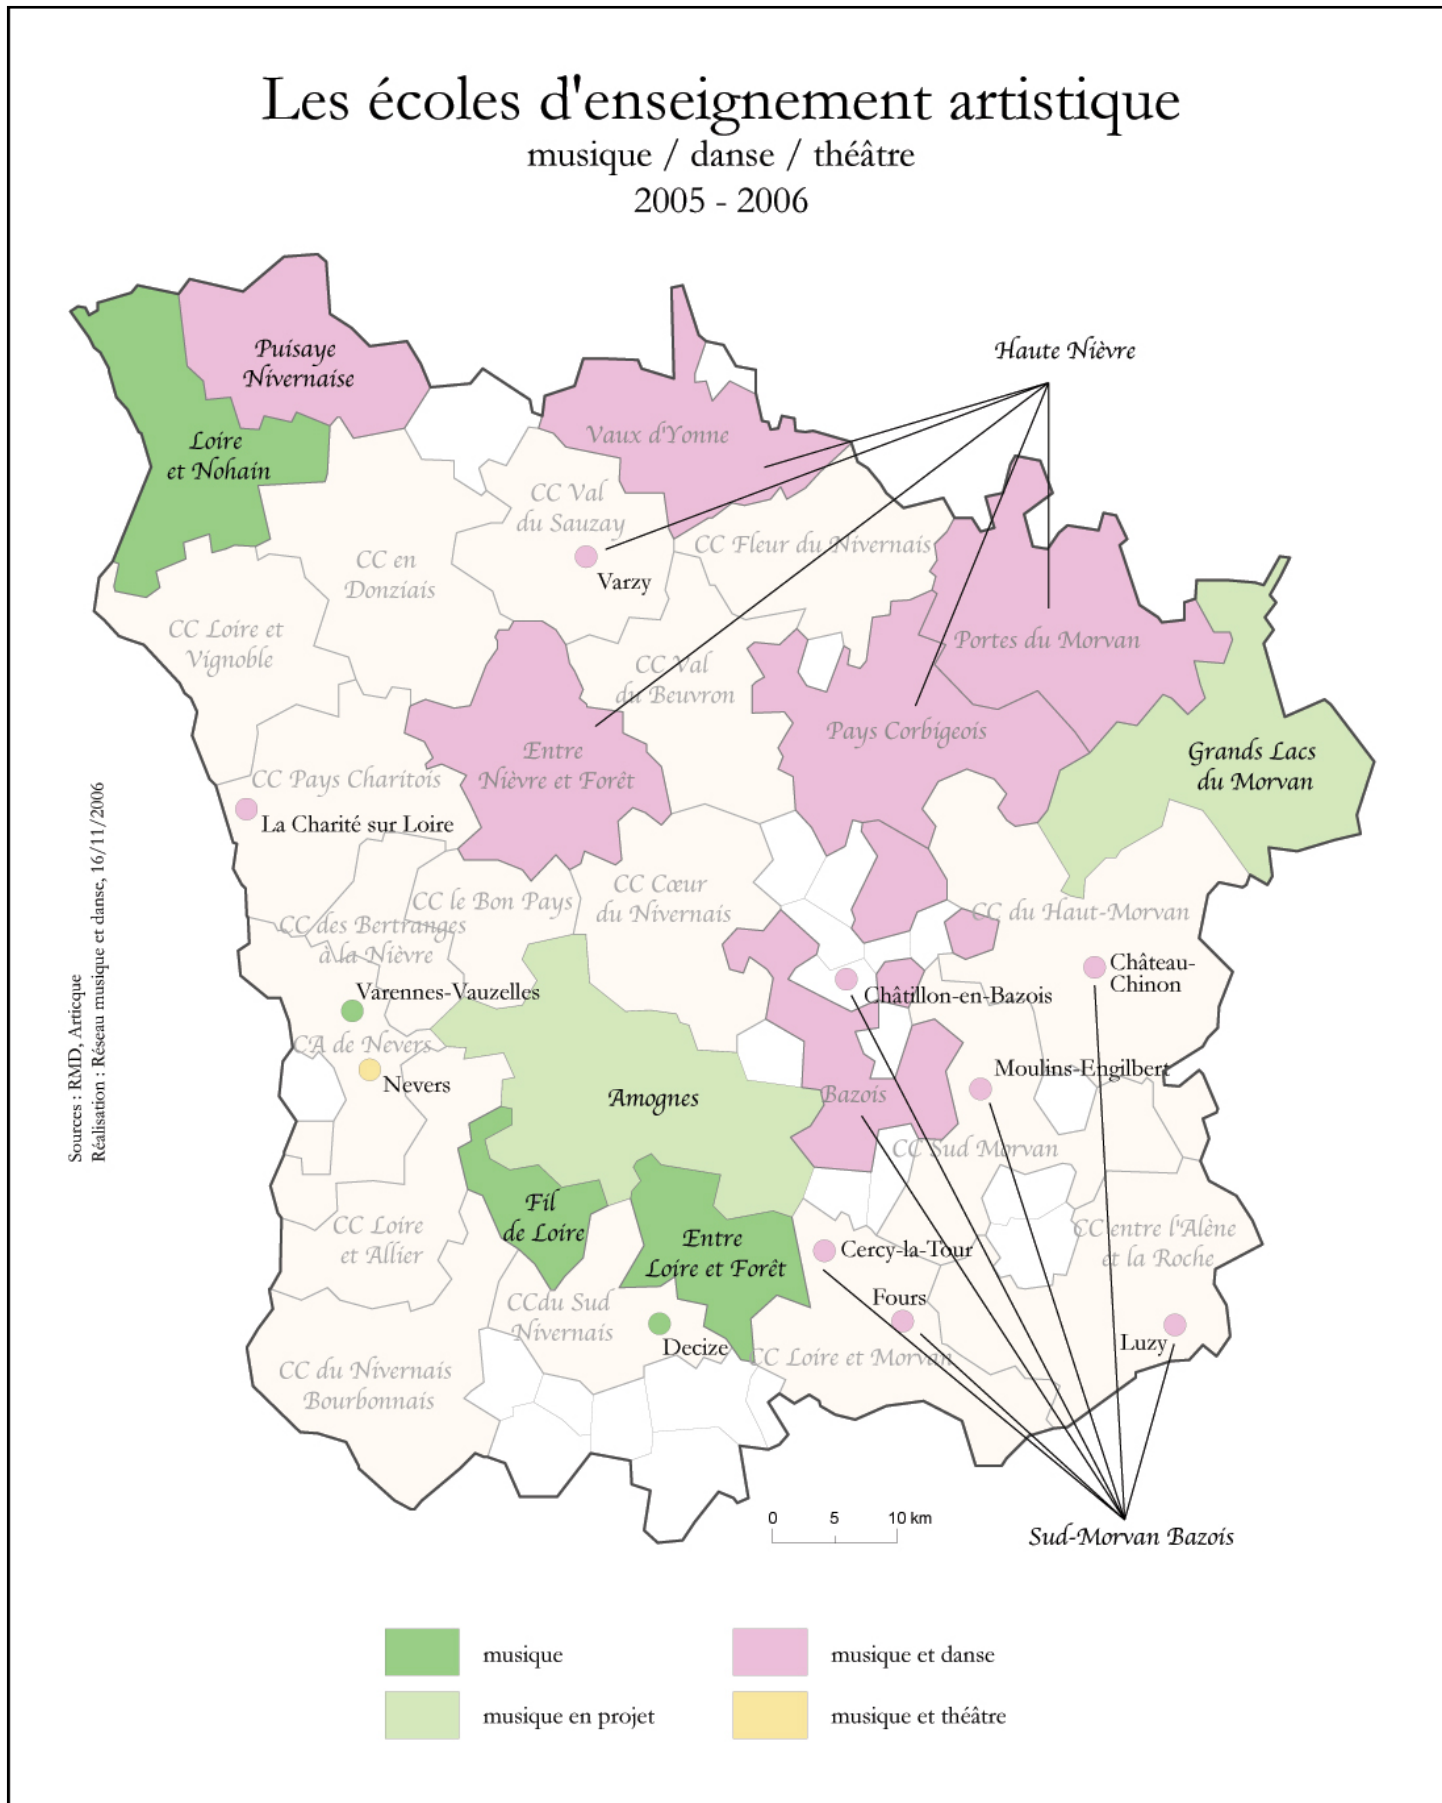 Les écoles d'enseignement artistique
musique / danse / théâtre
2005 - 2006
Puisaye
Nivernaise
Haute Nièvre
Loire
et Nohain
Vaux d'Yonne
CC Val
du Sauzay
CC Fleur du Nivernais
CC en
Donziais
Varzy
CC Loire et
Vignoble
Portes du Morvan
CC Val
du Beuvron
Pays Corbigeois
Entre
Nièvre et Forêt
Grands Lacs
du Morvan
CC Pays Charitois
La Charité sur Loire
CC Cœur
du Nivernais
CC le Bon Pays
CC des Bertranges
à la Nièvre
CC du Haut-Morvan
Château-
Chinon
Varennes-Vauzelles
Châtillon-en-Bazois
CA de Nevers
Nevers
Moulins-Engilbert
Amognes
Bazois
CC Sud Morvan
Fil
de Loire
CC Loire
et Allier
Entre
Loire et Forêt
Cercy-la-Tour
CC entre l'Alène
et la Roche
Fours
CCdu Sud
Nivernais
Decize
Luzy
CC Loire et Morvan
CC du Nivernais
Bourbonnais
Sources : RMD, Articque
Réalisation : Réseau musique et danse, 16/11/2006
0 5 10 km
Sud-Morvan Bazois
musique
musique et danse
musique en projet
musique et théâtre